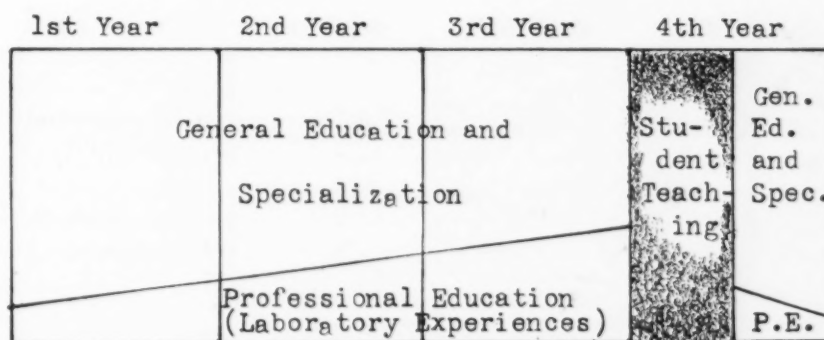 1st Year 2nd Year 3rd Year 4th Year
General Education and
Specialization
Professional Education
(Laboratory Experiences)
Stu-
dent
Teach-
ing
Gen.
Ed.
and
Spec.
P.E.